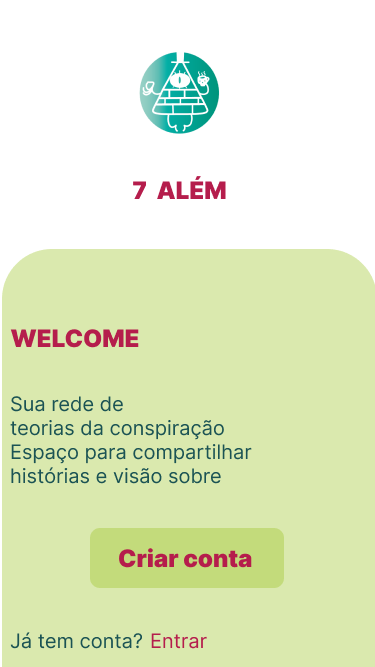 7 ALÉM
WELCOME
Sua rede de
teorias da conspiração
Espaço para compartilhar
histórias e visão sobre
Criar conta
Já tem conta? Entrar